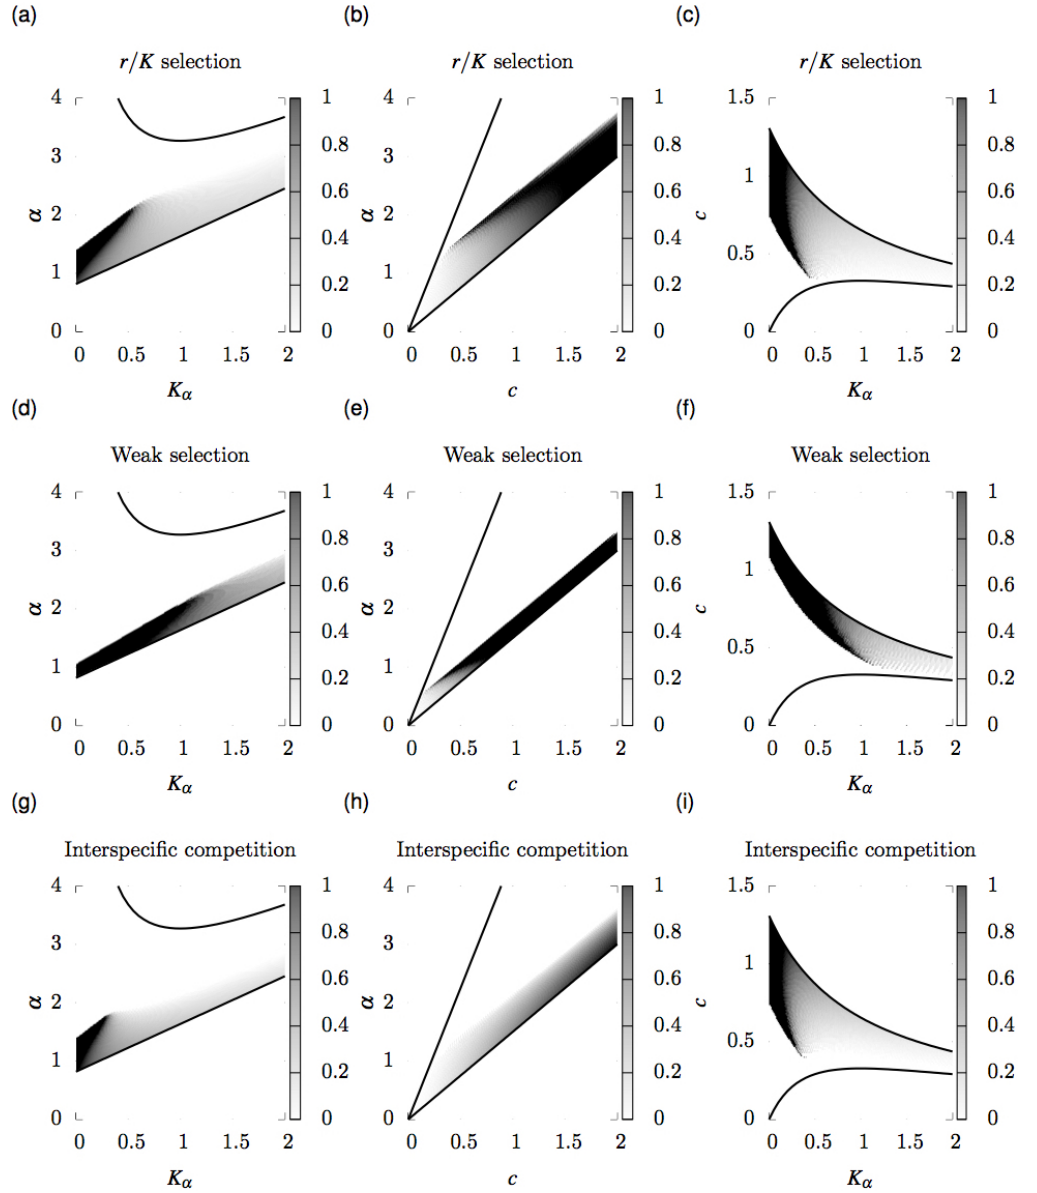 (a) (b) (c)
r/K selection r/K selection r/K selection
4 1 4 1 1.5 1
0.8 0.8 0.8
3 3 1
α 0.6 α 0.6 c 0.6
2 2
0.4 0.4 0.5 0.4
1 1
0.2 0.2 0.2
0 0 0 0 0 0
0 0.5 1 1.5 2 0 0.5 1 1.5 2 0 0.5 1 1.5 2
Kα c Kα
(d) (e) (f)
Weak selection Weak selection Weak selection
4 1 4 1 1.5 1
0.8 0.8 0.8
3 3 1
α 0.6 α 0.6 c 0.6
2 2
0.4 0.4 0.5 0.4
1 1
0.2 0.2 0.2
0 0 0 0 0 0
0 0.5 1 1.5 2 0 0.5 1 1.5 2 0 0.5 1 1.5 2
Kα c Kα
(g) (h) (i)
Interspecific competition Interspecific competition Interspecific competition
4 1 4 1 1.5 1
0.8 0.8 0.8
3 3 1
α 0.6 α 0.6 c 0.6
2 2
0.4 0.4 0.5 0.4
1 1
0.2 0.2 0.2
0 0 0 0 0 0
0 0.5 1 1.5 2 0 0.5 1 1.5 2 0 0.5 1 1.5 2
Kα c Kα